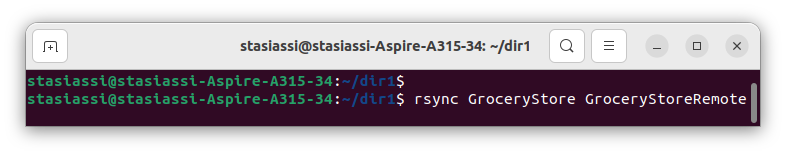 stasiassi@stasiassi-Aspire-A315-34: ~/dir1
stasiassi@stasiassi-Aspire-A315-34:~/dir1$
stasiassi@stasiassi-Aspire-A315-34:~/dir1$ rsync GroceryStore GroceryStoreRemote